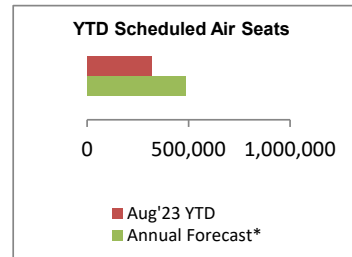 YTD Scheduled Air Seats
0 500,000 1,000,000
Aug'23 YTD
Annual Forecast*